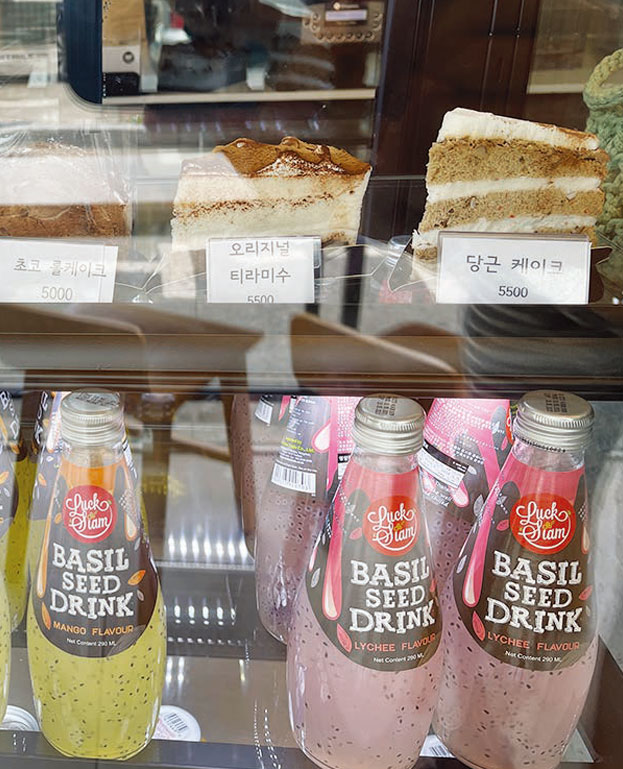 초코 롤케이크
5000
오리지널
티라미수
5500
당근 케이크
5500
Luck
Siam
BASIL
SEED
DRINK
MANGO FLAVOUR
Net Content 290 ML
Luck
Siam
BASIL
SEED
DRINK
LYCHEE FLAVOUR
Net Content 290 ML
Luck
Siam
BASIL
SEED
DRINK
LYCHEE FLAVOUR
Net Content 290 ML